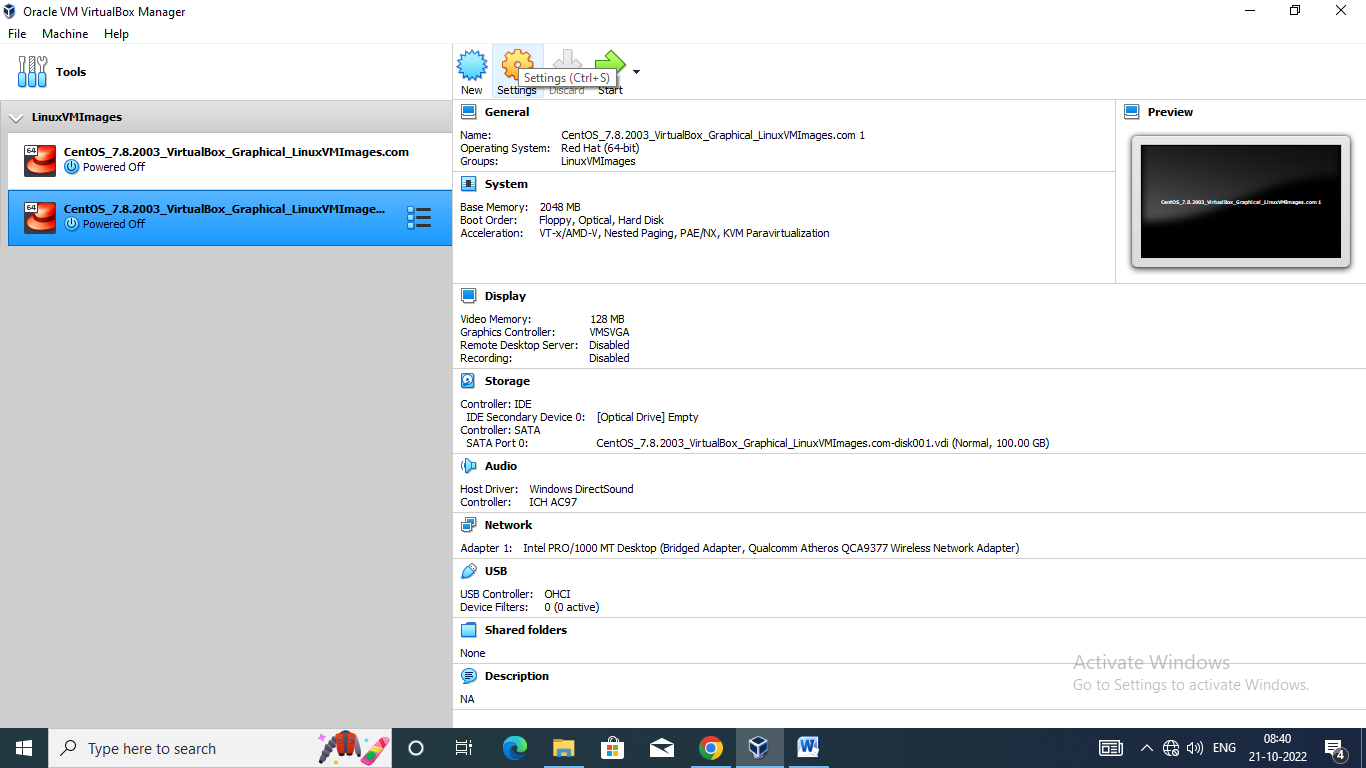 Oracle VM VirtualBox Manager
File Machine Help
Tools
New Settings Discard Start
Settings (Ctrl+S)
LinuxVMImages
64 CentOS_7.8.2003_VirtualBox_Graphical_LinuxVMImages.com
Powered Off
64 CentOS_7.8.2003_VirtualBox_Graphical_LinuxVMImage...
Powered Off
General
Name: CentOS_7.8.2003_VirtualBox_Graphical_LinuxVMImages.com 1
Operating System: Red Hat (64-bit)
Groups: LinuxVMImages
Preview
CentOS_7.8.2003_VirtualBox_Graphical_LinuxVMImages.com 1
System
Base Memory: 2048 MB
Boot Order: Floppy, Optical, Hard Disk
Acceleration: VT-x/AMD-V, Nested Paging, PAE/NX, KVM Paravirtualization
Display
Video Memory: 128 MB
Graphics Controller: VMSVGA
Remote Desktop Server: Disabled
Recording: Disabled
Storage
Controller: IDE
IDE Secondary Device 0: [Optical Drive] Empty
Controller: SATA
SATA Port 0: CentOS_7.8.2003_VirtualBox_Graphical_LinuxVMImages.com-disk001.vdi (Normal, 100.00 GB)
Audio
Host Driver: Windows DirectSound
Controller: ICH AC97
Network
Adapter 1: Intel PRO/1000 MT Desktop (Bridged Adapter, Qualcomm Atheros QCA9377 Wireless Network Adapter)
USB
USB Controller: OHCI
Device Filters: 0 (0 active)
Shared folders
None
Description
NA
Activate Windows
Go to Settings to activate Windows.
Type here to search
ENG
08:40
21-10-2022
4